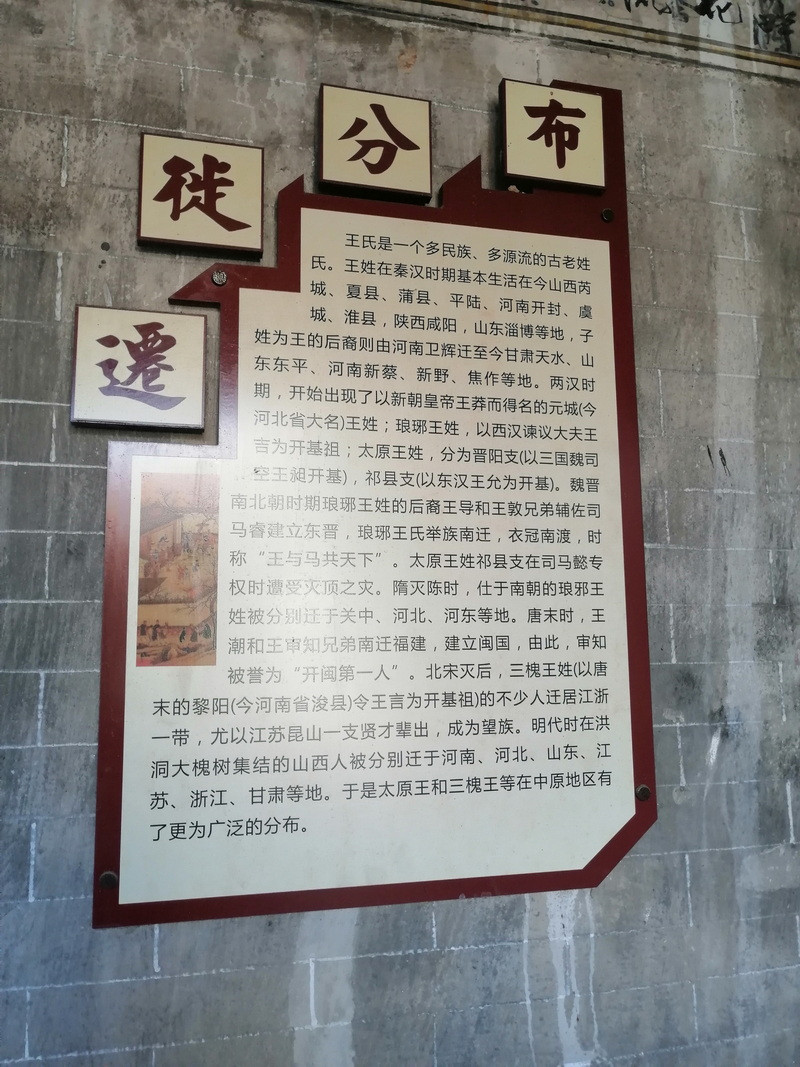 遷徙分布
王氏是一个多民族、多源流的古老姓
氏。王姓在秦汉时期基本生活在今山西芮
城、夏县、蒲县、平陆、河南开封、虞
城、淮县，陕西咸阳，山东淄博等地，子
姓为王的后裔则由河南卫辉迁至今甘肃天水、山
东东平、河南新蔡、新野、焦作等地。两汉时
期，开始出现了以新朝皇帝王莽而得名的元城(今
河北省大名)王姓；琅琊王姓，以西汉谏议大夫王
吉为开基祖；太原王姓，分为晋阳支(以三国魏司
空王昶开基)，祁县支(以东汉王允为开基)。魏晋
南北朝时期琅琊王姓的后裔王导和王敦兄弟辅佐司
马睿建立东晋，琅琊王氏举族南迁，衣冠南渡，时
称“王与马共天下”。太原王姓祁县支在司马懿专
权时遭受灭顶之灾。隋灭陈时，仕于南朝的琅邪王
姓被分别迁于关中、河北、河东等地。唐末时，王
潮和王审知兄弟南迁福建，建立闽国，由此，审知
被誉为“开闽第一人”。北宋灭后，三槐王姓(以唐
末的黎阳(今河南省浚县)令王言为开基祖)的不少人迁居江浙
一带，尤以江苏昆山一支贤才辈出，成为望族。明代时在洪
洞大槐树集结的山西人被分别迁于河南、河北、山东、江
苏、浙江、甘肃等地。于是太原王和三槐王等在中原地区有
了更为广泛的分布。